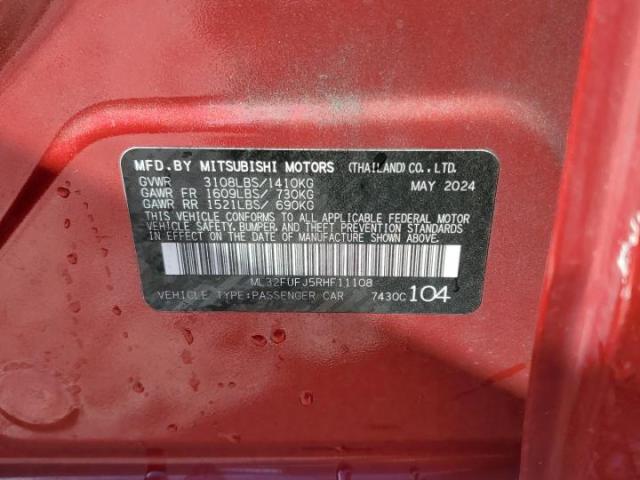 MFD.BY MITSUBISHI MOTORS (THAILAND) CO., LTD.
GVWR 3108LBS/1410KG MAY 2024
GAWR FR 1609LBS/ 730KG
GAWR RR 1521LBS/ 690KG
THIS VEHICLE CONFORMS TO ALL APPLICABLE FEDERAL MOTOR
VEHICLE SAFETY, BUMPER, AND THEFT PREVENTION STANDARDS
IN EFFECT ON THE DATE OF MANUFACTURE SHOWN ABOVE.
ML32FUFJ5RHF11108
VEHICLE TYPE:PASSENGER CAR 7430C 104